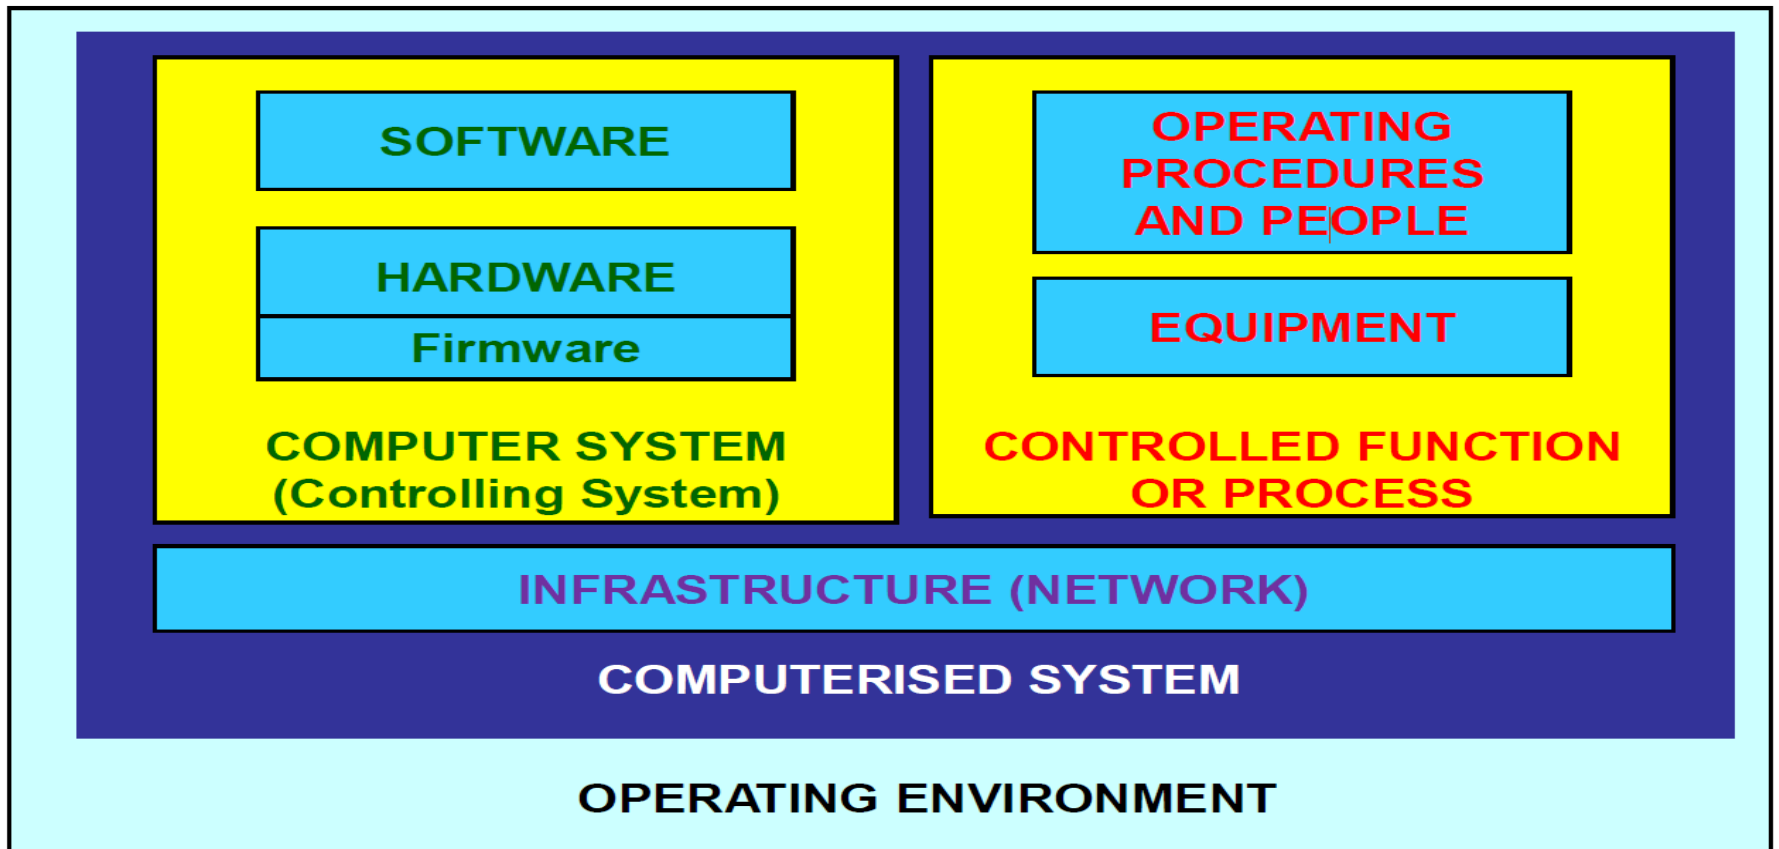 SOFTWARE
HARDWARE
Firmware
COMPUTER SYSTEM
(Controlling System)
OPERATING
PROCEDURES
AND PEOPLE
EQUIPMENT
CONTROLLED FUNCTION
OR PROCESS
INFRASTRUCTURE (NETWORK)
COMPUTERISED SYSTEM
OPERATING ENVIRONMENT